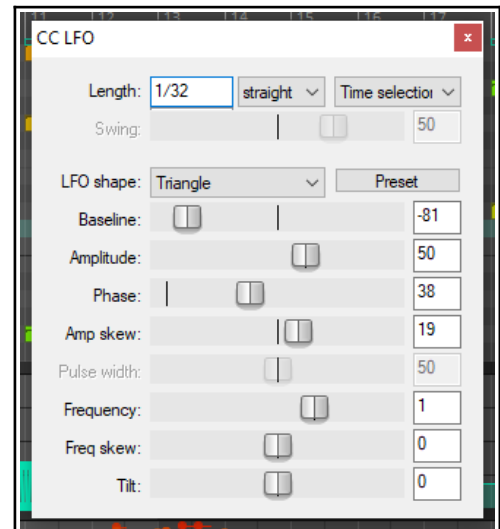 11 12 13 14 15 16 17
CC LFO
x
Length: 1/32 straight Time selection
Swing: 50
LFO shape: Triangle Preset
Baseline: -81
Amplitude: 50
Phase: 38
Amp skew: 19
Pulse width: 50
Frequency: 1
Freq skew: 0
Tilt: 0